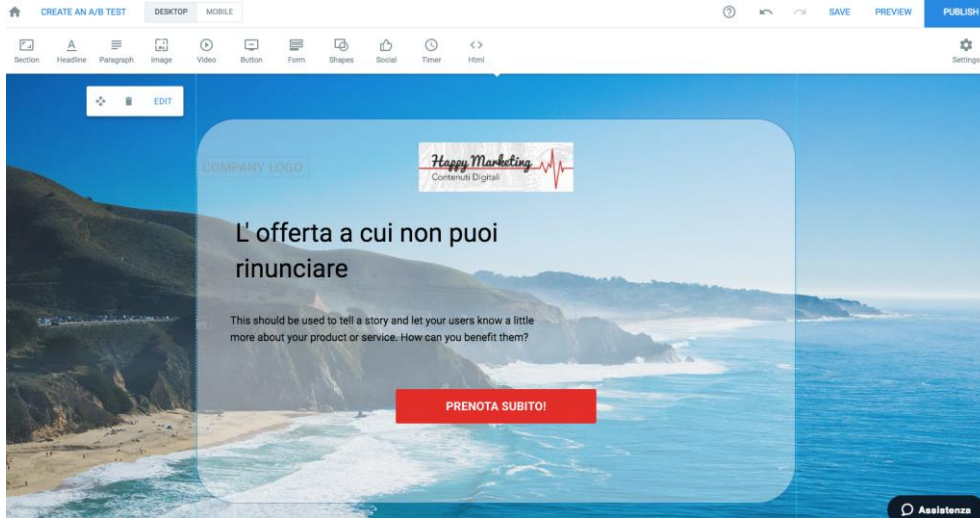 CREATE AN A/B TEST
DESKTOP
MOBILE
SAVE
PREVIEW
PUBLISH
Section
Headline
Paragraph
Image
Video
Button
Form
Shapes
Social
Timer
Html
Settings
EDIT
COMPANY LOGO
Happy Marketing
Contenuti Digitali
L' offerta a cui non puoi
rinunciare
This should be used to tell a story and let your users know a little
more about your product or service. How can you benefit them?
PRENOTA SUBITO!
Assistenza